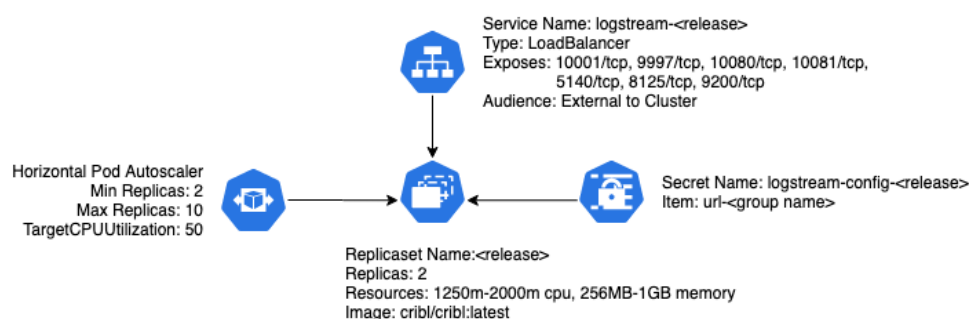 Service Name: logstream-<release>
Type: LoadBalancer
Exposes: 10001/tcp, 9997/tcp, 10080/tcp, 10081/tcp,
5140/tcp, 8125/tcp, 9200/tcp
Audience: External to Cluster
Horizontal Pod Autoscaler
Min Replicas: 2
Max Replicas: 10
TargetCPUUtilization: 50
Secret Name: logstream-config-<release>
Item: url-<group name>
Replicaset Name:<release>
Replicas: 2
Resources: 1250m-2000m cpu, 256MB-1GB memory
Image: cribl/cribl:latest